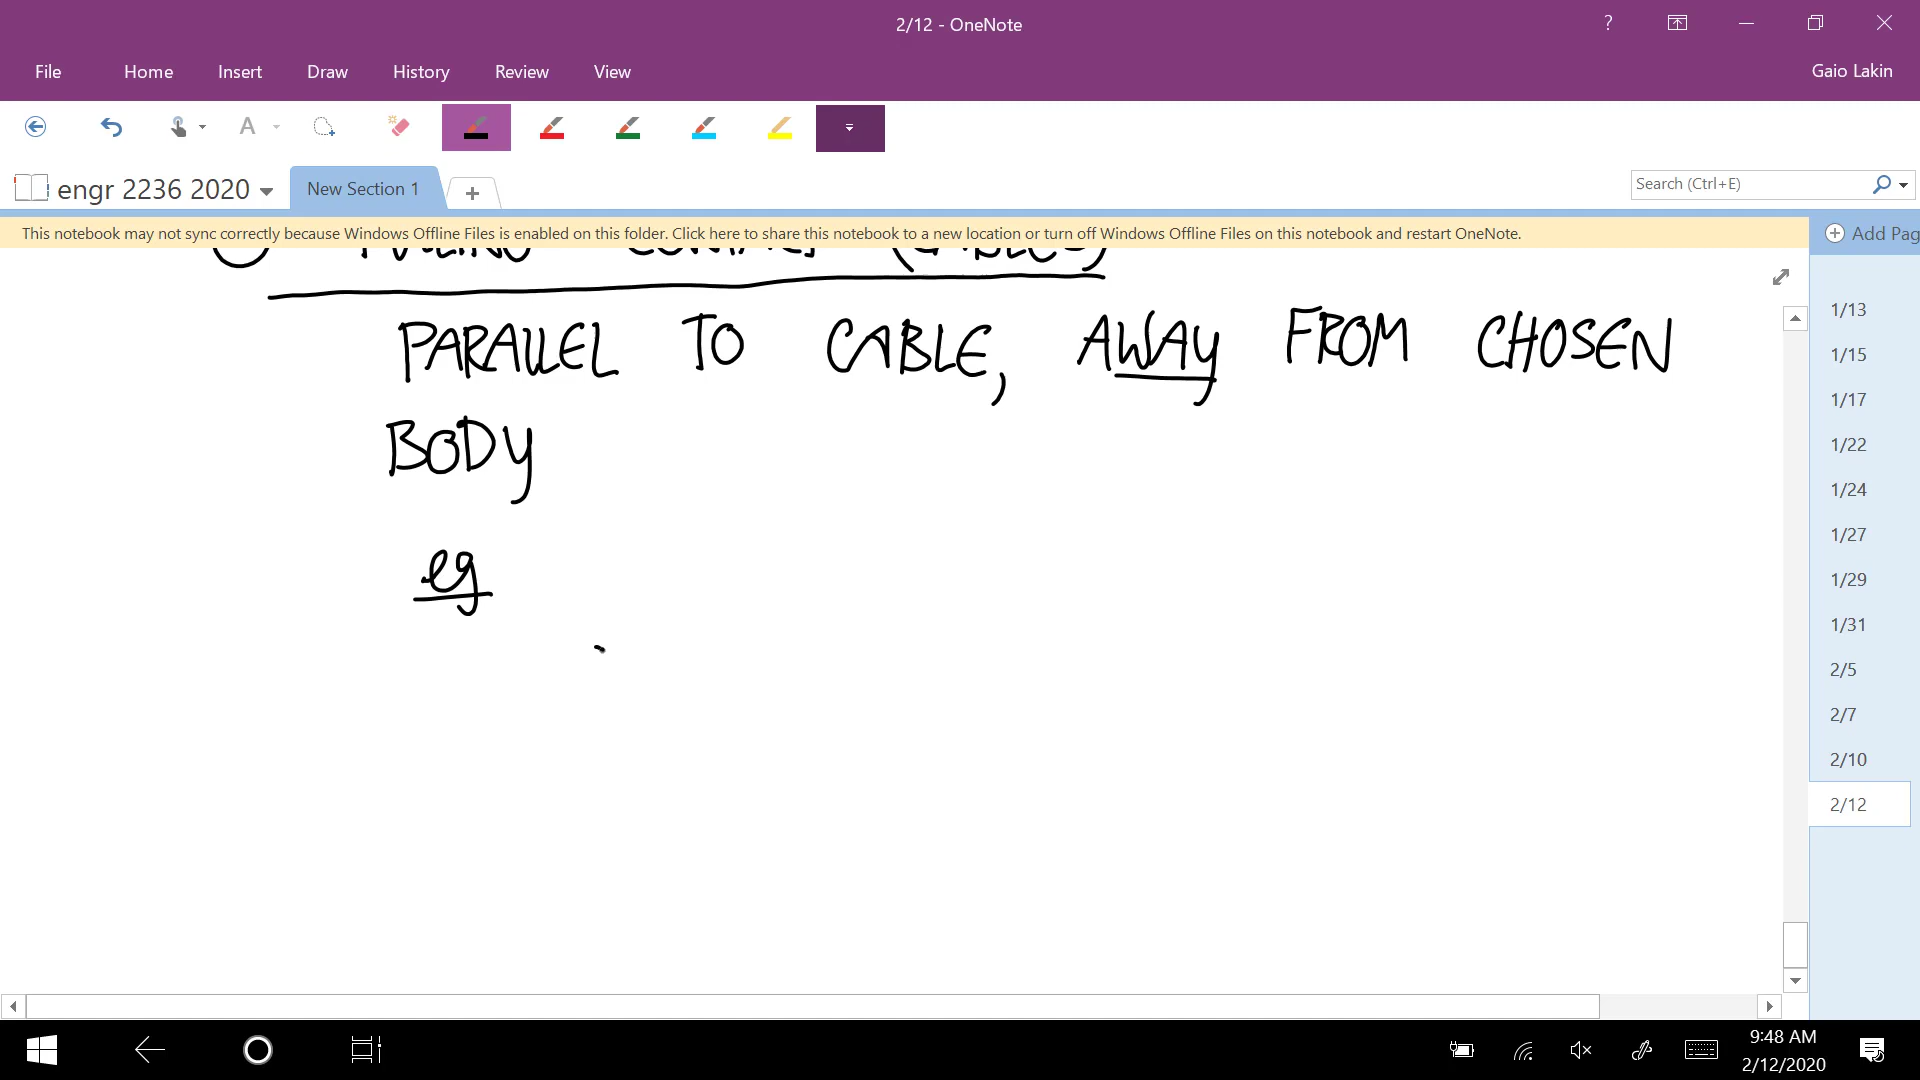 2/12 - OneNote
?
File Home Insert Draw History Review View
Gaio Lakin
A
engr 2236 2020
New Section 1
+
Search (Ctrl+E)
This notebook may not sync correctly because Windows Offline Files is enabled on this folder. Click here to share this notebook to a new location or turn off Windows Offline Files on this notebook and restart OneNote.
Add Pag
PARALLEL TO CABLE, AWAY FROM CHOSEN
BODY
eg
1/13
1/15
1/17
1/22
1/24
1/27
1/29
1/31
2/5
2/7
2/10
2/12
9:48 AM
2/12/2020